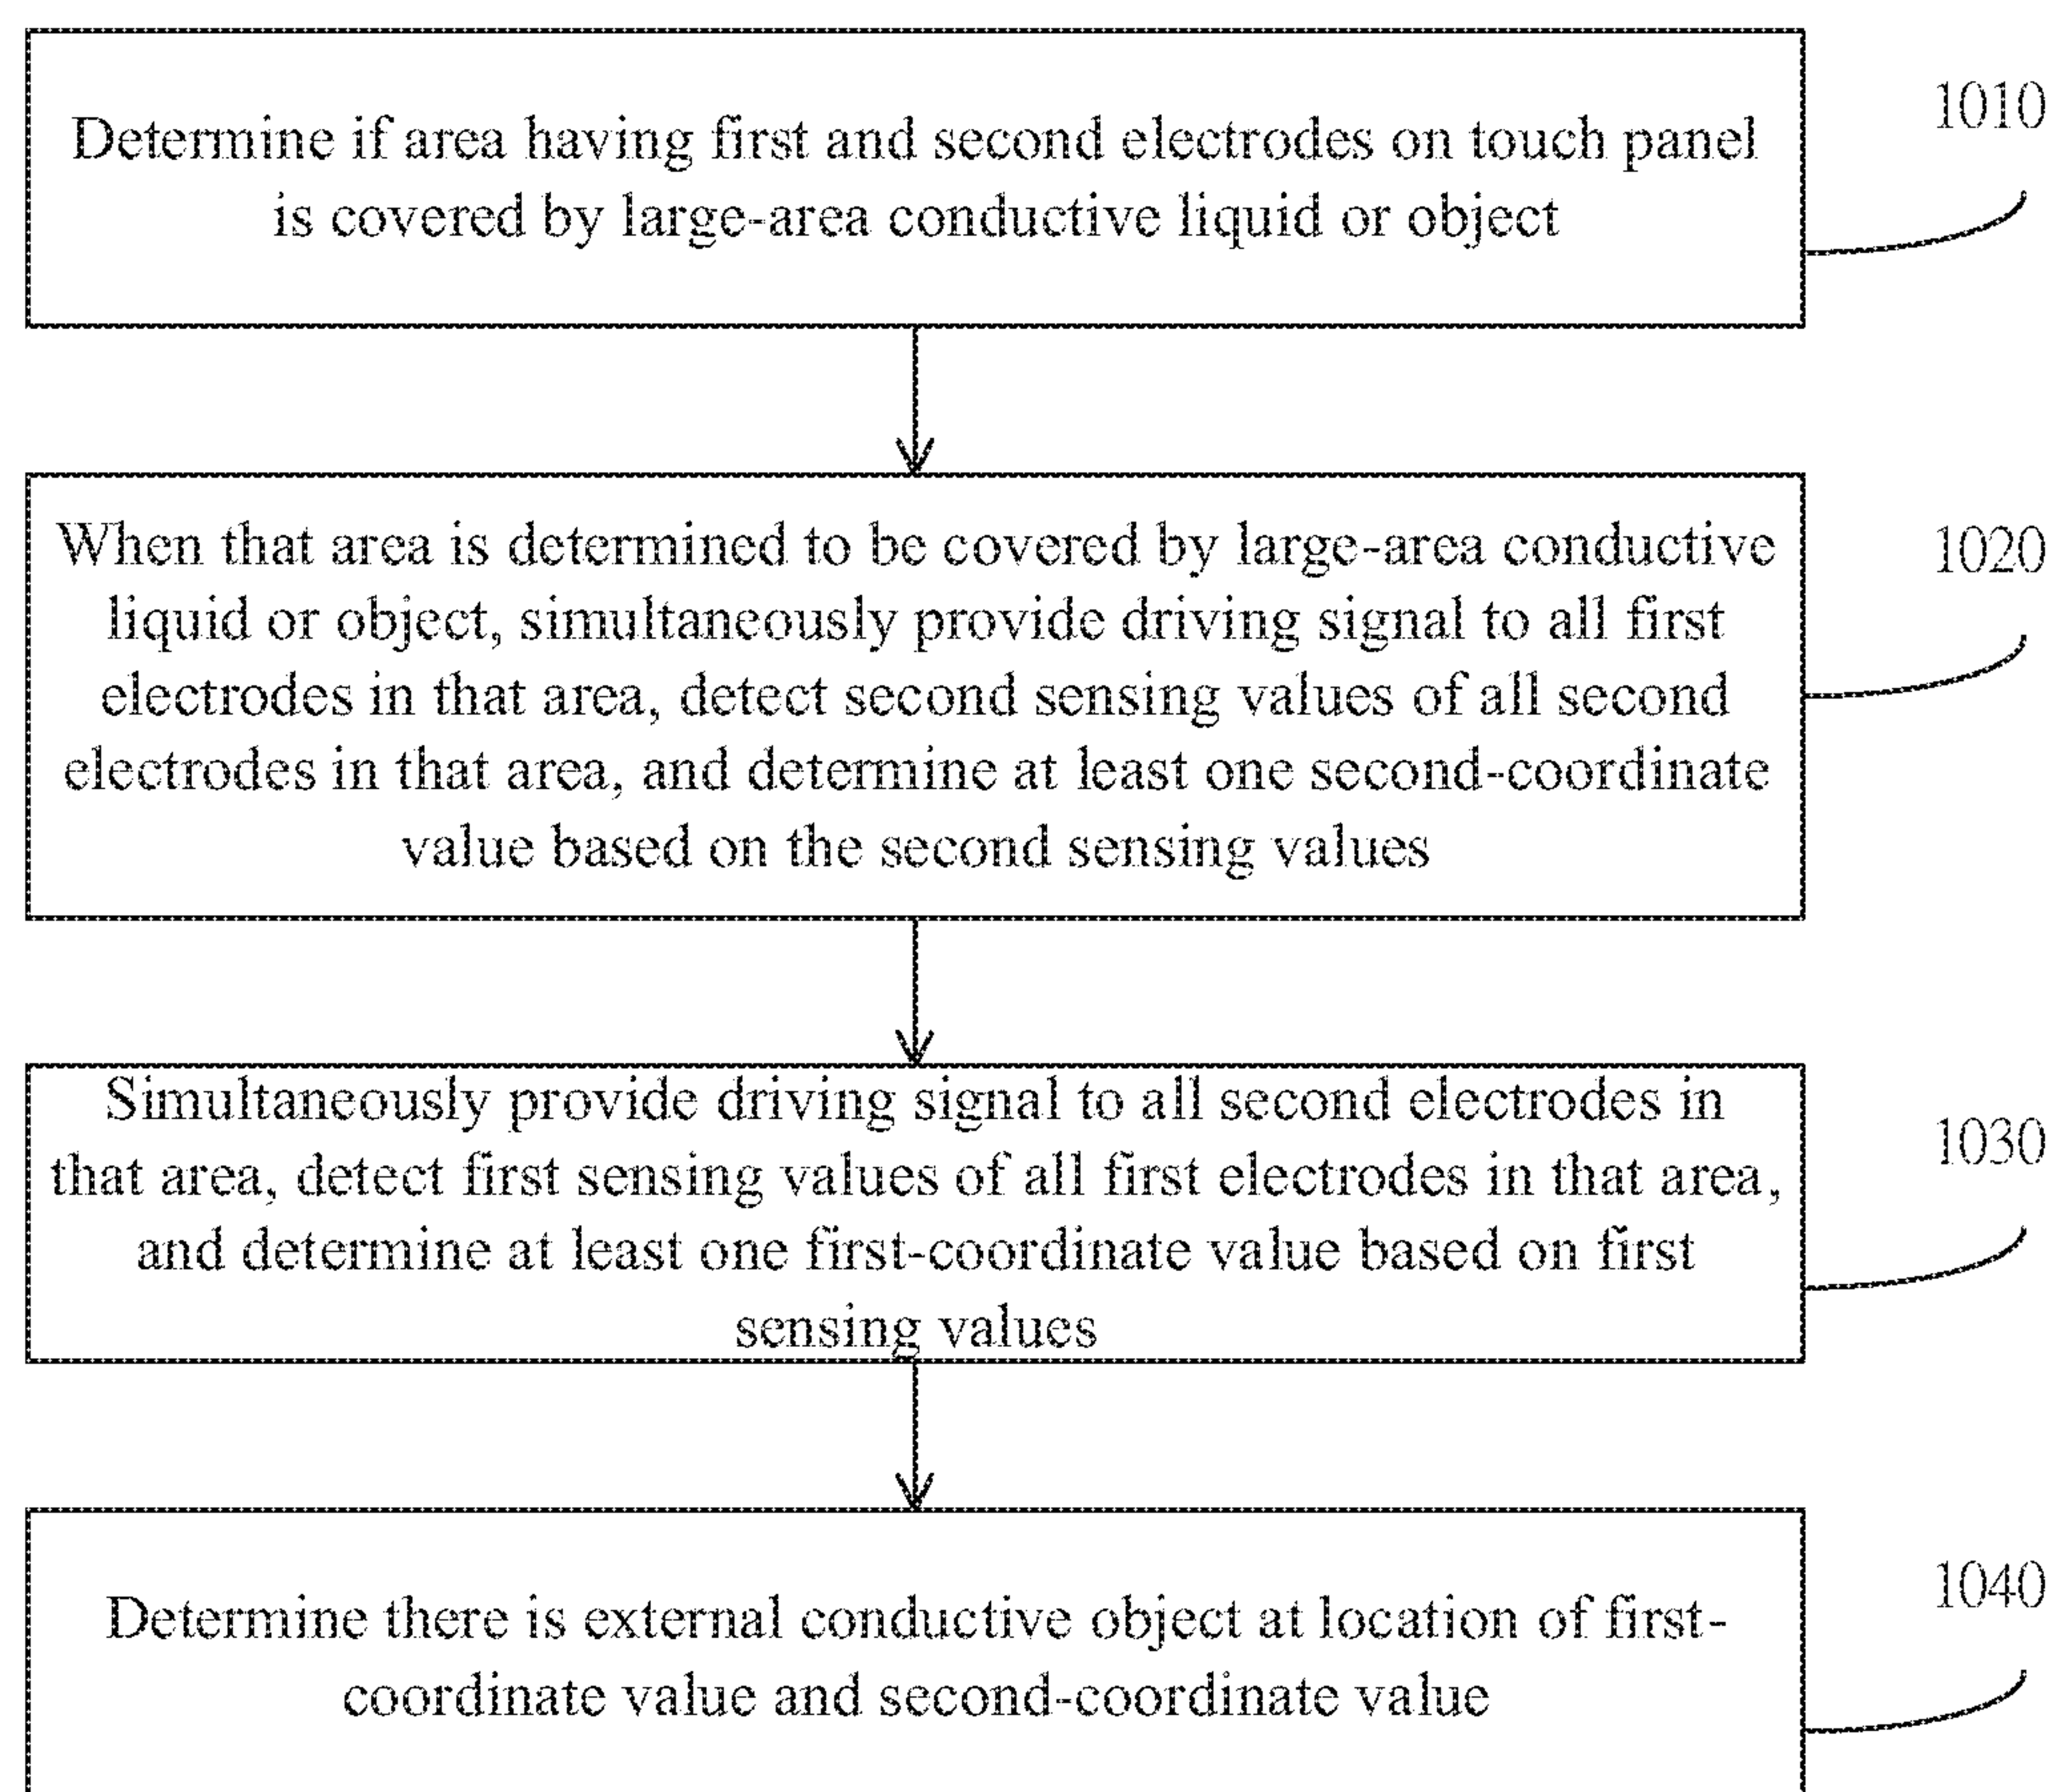 Determine if area having first and second electrodes on touch panel
is covered by large-area conductive liquid or object
1010
When that area is determined to be covered by large-area conductive
liquid or object, simultaneously provide driving signal to all first
electrodes in that area, detect second sensing values of all second
electrodes in that area, and determine at least one second-coordinate
value based on the second sensing values
1020
Simultaneously provide driving signal to all second electrodes in
that area, detect first sensing values of all first electrodes in that area,
and determine at least one first-coordinate value based on first
sensing values
1030
Determine there is external conductive object at location of first-
coordinate value and second-coordinate value
1040